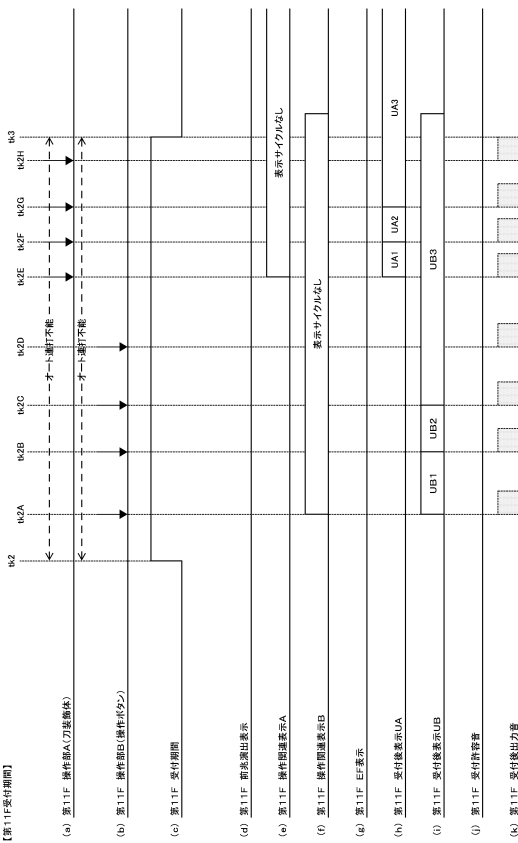 【第11F受付期間】
tk2
tk2A
tk2B
tk2C
tk2D
tk2E
tk2F
tk2G
tk2H
tk3
オート連打不能
オート連打不能
(a) 第11F 操作部A(刀装飾体)
(b) 第11F 操作部B(操作ボタン)
(c) 第11F 受付期間
(d) 第11F 前兆演出表示
(e) 第11F 操作関連表示A
表示サイクルなし
(f) 第11F 操作関連表示B
表示サイクルなし
(g) 第11F EF表示
(h) 第11F 受付後表示UA
UA1
UA2
UA3
(i) 第11F 受付後表示UB
UB1
UB2
UB3
(j) 第11F 受付許容音
(k) 第11F 受付後出力音